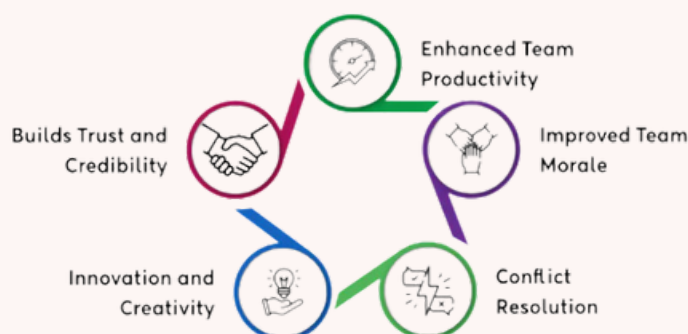 Enhanced Team
Productivity
Builds Trust and
Credibility
Improved Team
Morale
Innovation and
Creativity
Conflict
Resolution